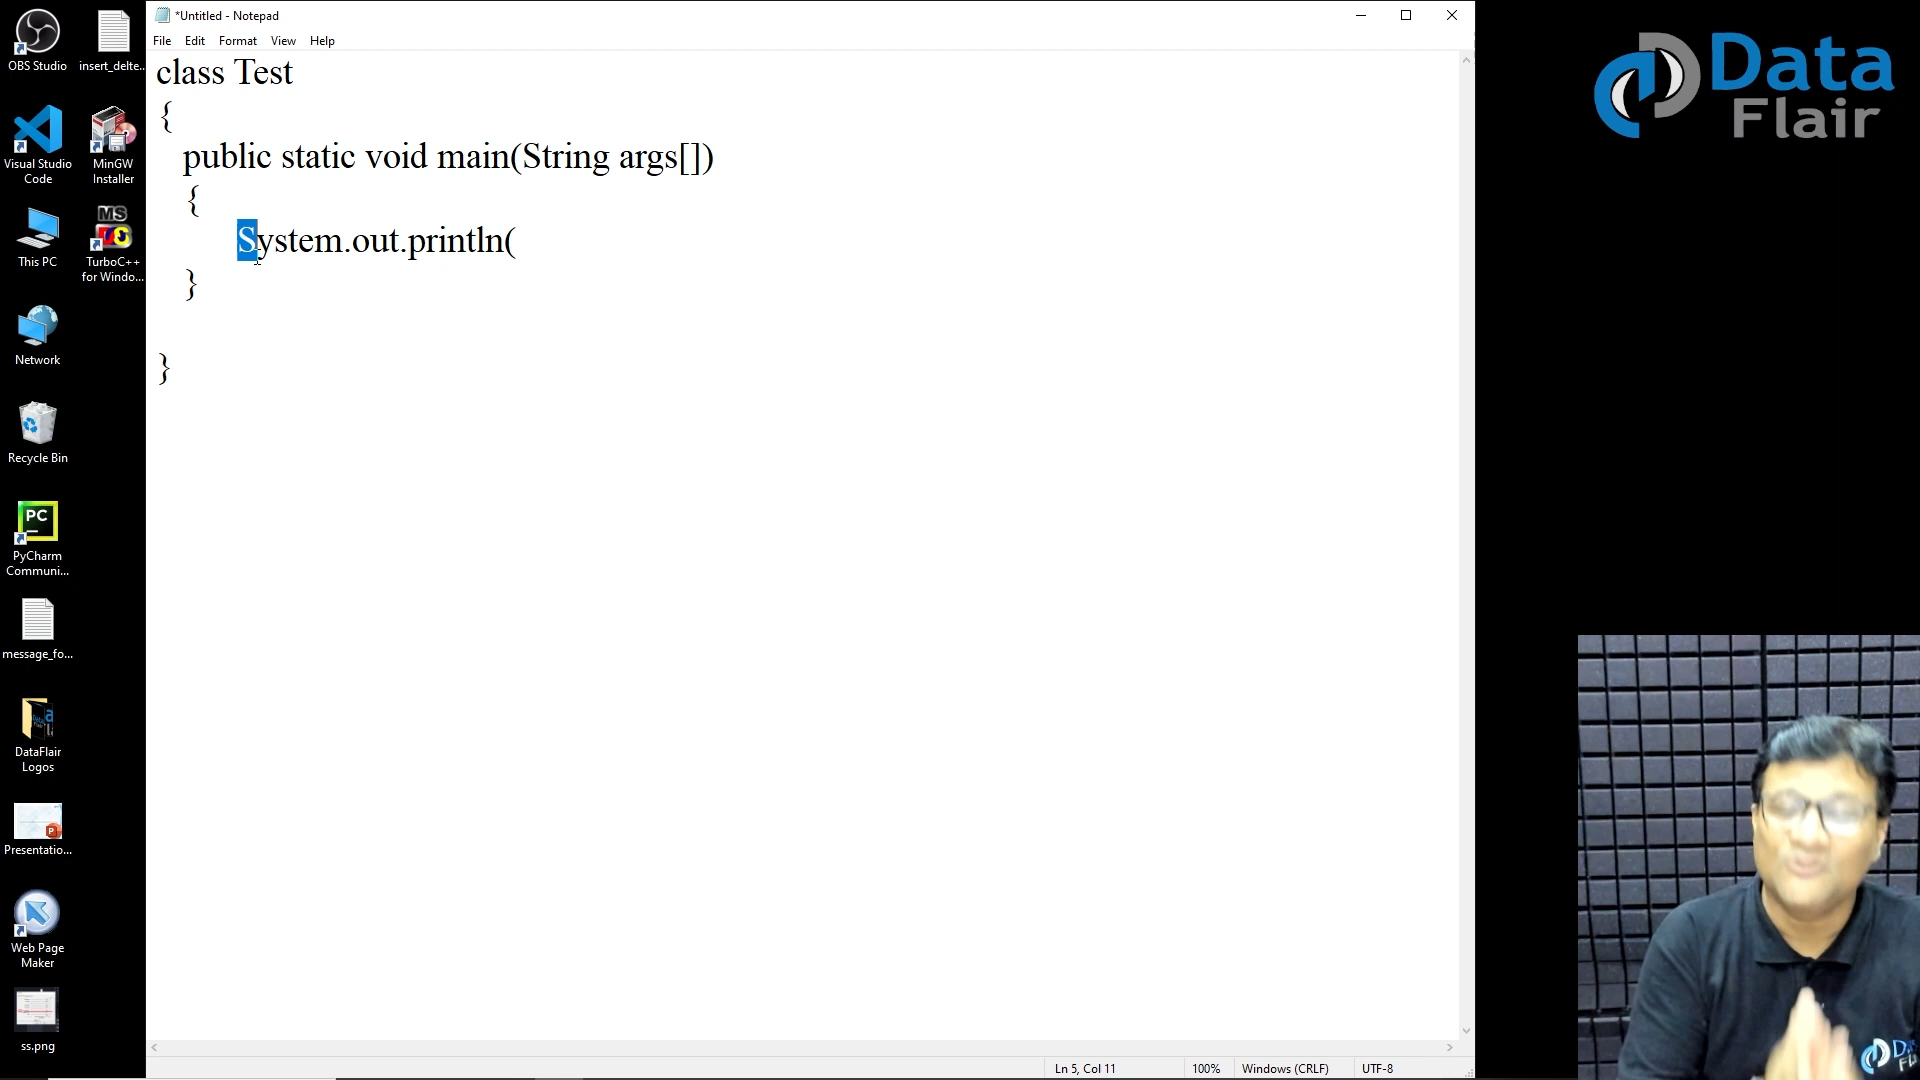 *Untitled - Notepad
File Edit Format View Help
class Test
{
public static void main(String args[])
{
System.out.println(
}
}
Ln 5, Col 11
100%
Windows (CRLF)
UTF-8
OBS Studio
insert_delte...
Visual Studio
Code
MinGW
Installer
This PC
MS
TurboC++
for Windo...
Network
Recycle Bin
PC
PyCharm
Communi...
message_fo...
DataFlair
Logos
P
Presentatio...
Web Page
Maker
ss.png
Data
Flair